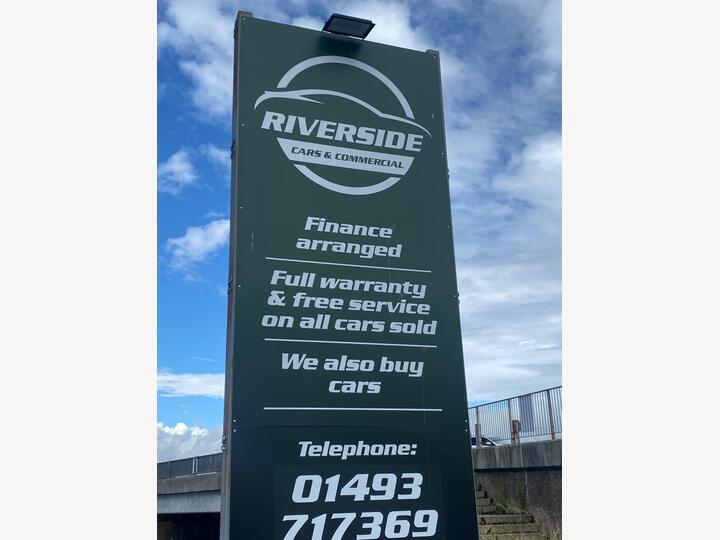 RIVERSIDE
CARS & COMMERCIAL
Finance
arranged
Full warranty
& free service
on all cars sold
We also buy
cars
Telephone:
01493
717369